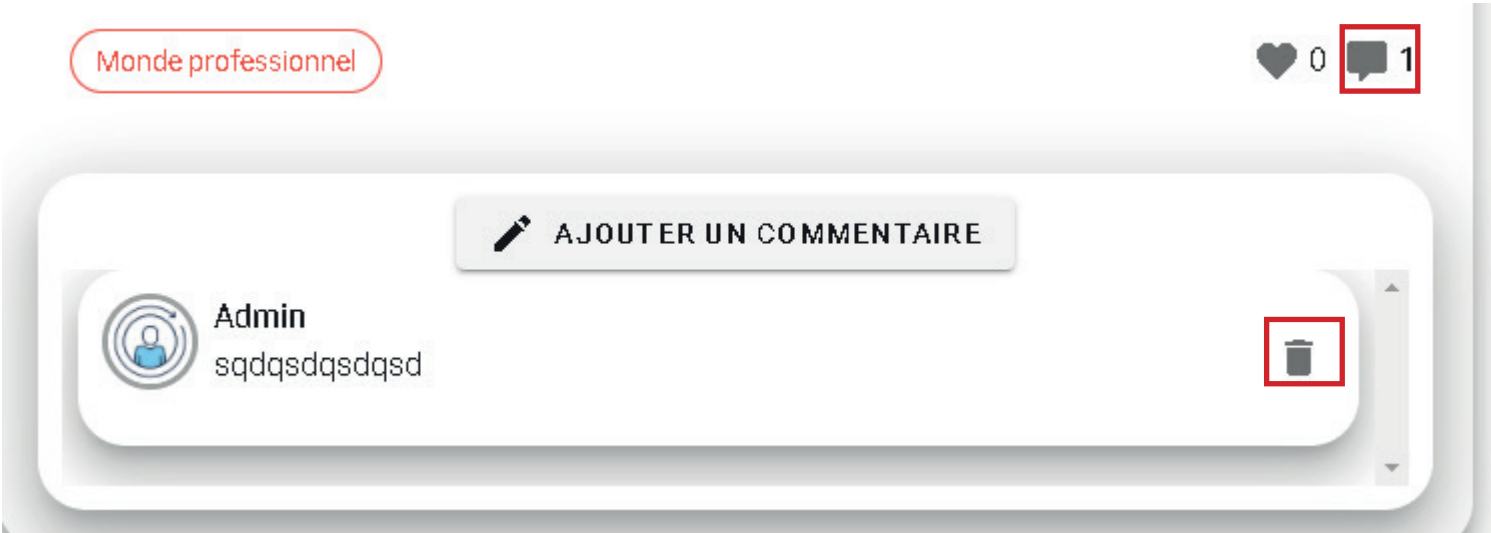 Monde professionnel
0
1
AJOUTER UN COMMENTAIRE
Admin
sqdqsdqsdqsd